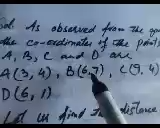 Sol. As observed from the
the co-ordinates of the points
A, B, C and D are
A(3, 4), B(6, 7), C(9, 4)
D(6, 1)
Let us find the distance